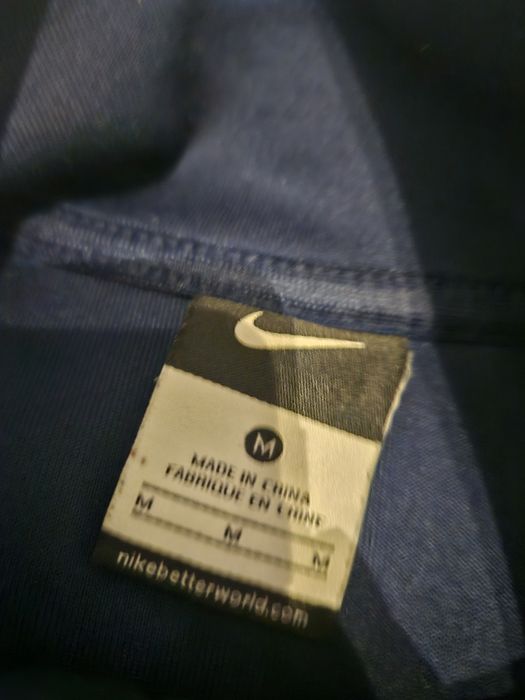 M
MADE IN CHINA
FABRIQUE EN CHINE
M M M
nikebetterworld.com